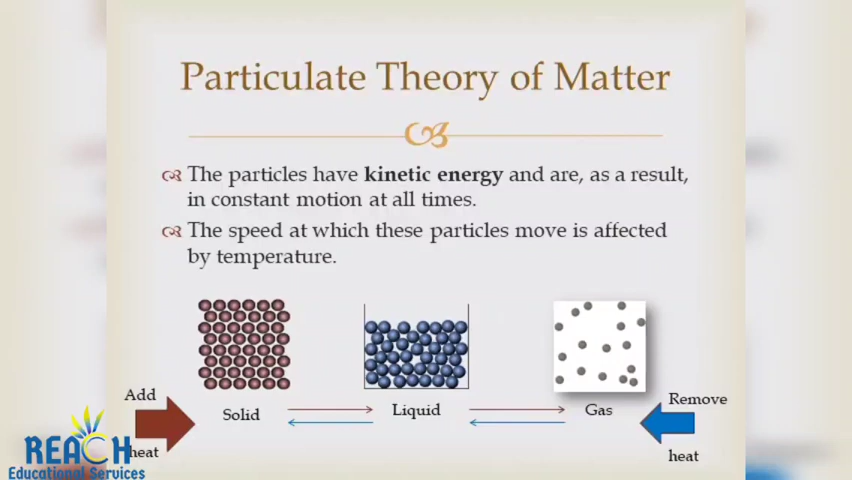 Particulate Theory of Matter
The particles have kinetic energy and are, as a result,
in constant motion at all times.
The speed at which these particles move is affected
by temperature.
Add
heat
Solid
Liquid
Gas
Remove
heat
REACH
Educational Services